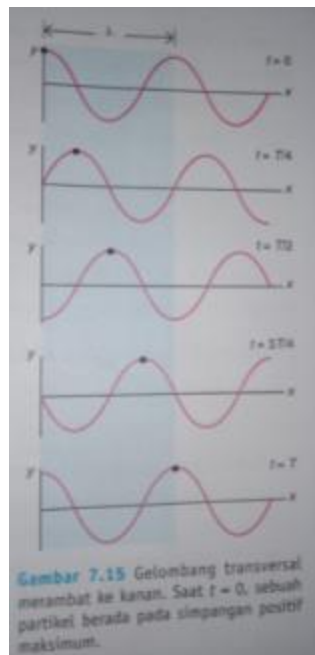 λ
y
t = 0
x
y
t = T/4
x
y
t = T/2
x
y
t = 3T/4
x
y
t = T
x
Gambar 7.15 Gelombang transversal
merambat ke kanan. Saat t = 0, sebuah
partikel berada pada simpangan positif
maksimum.